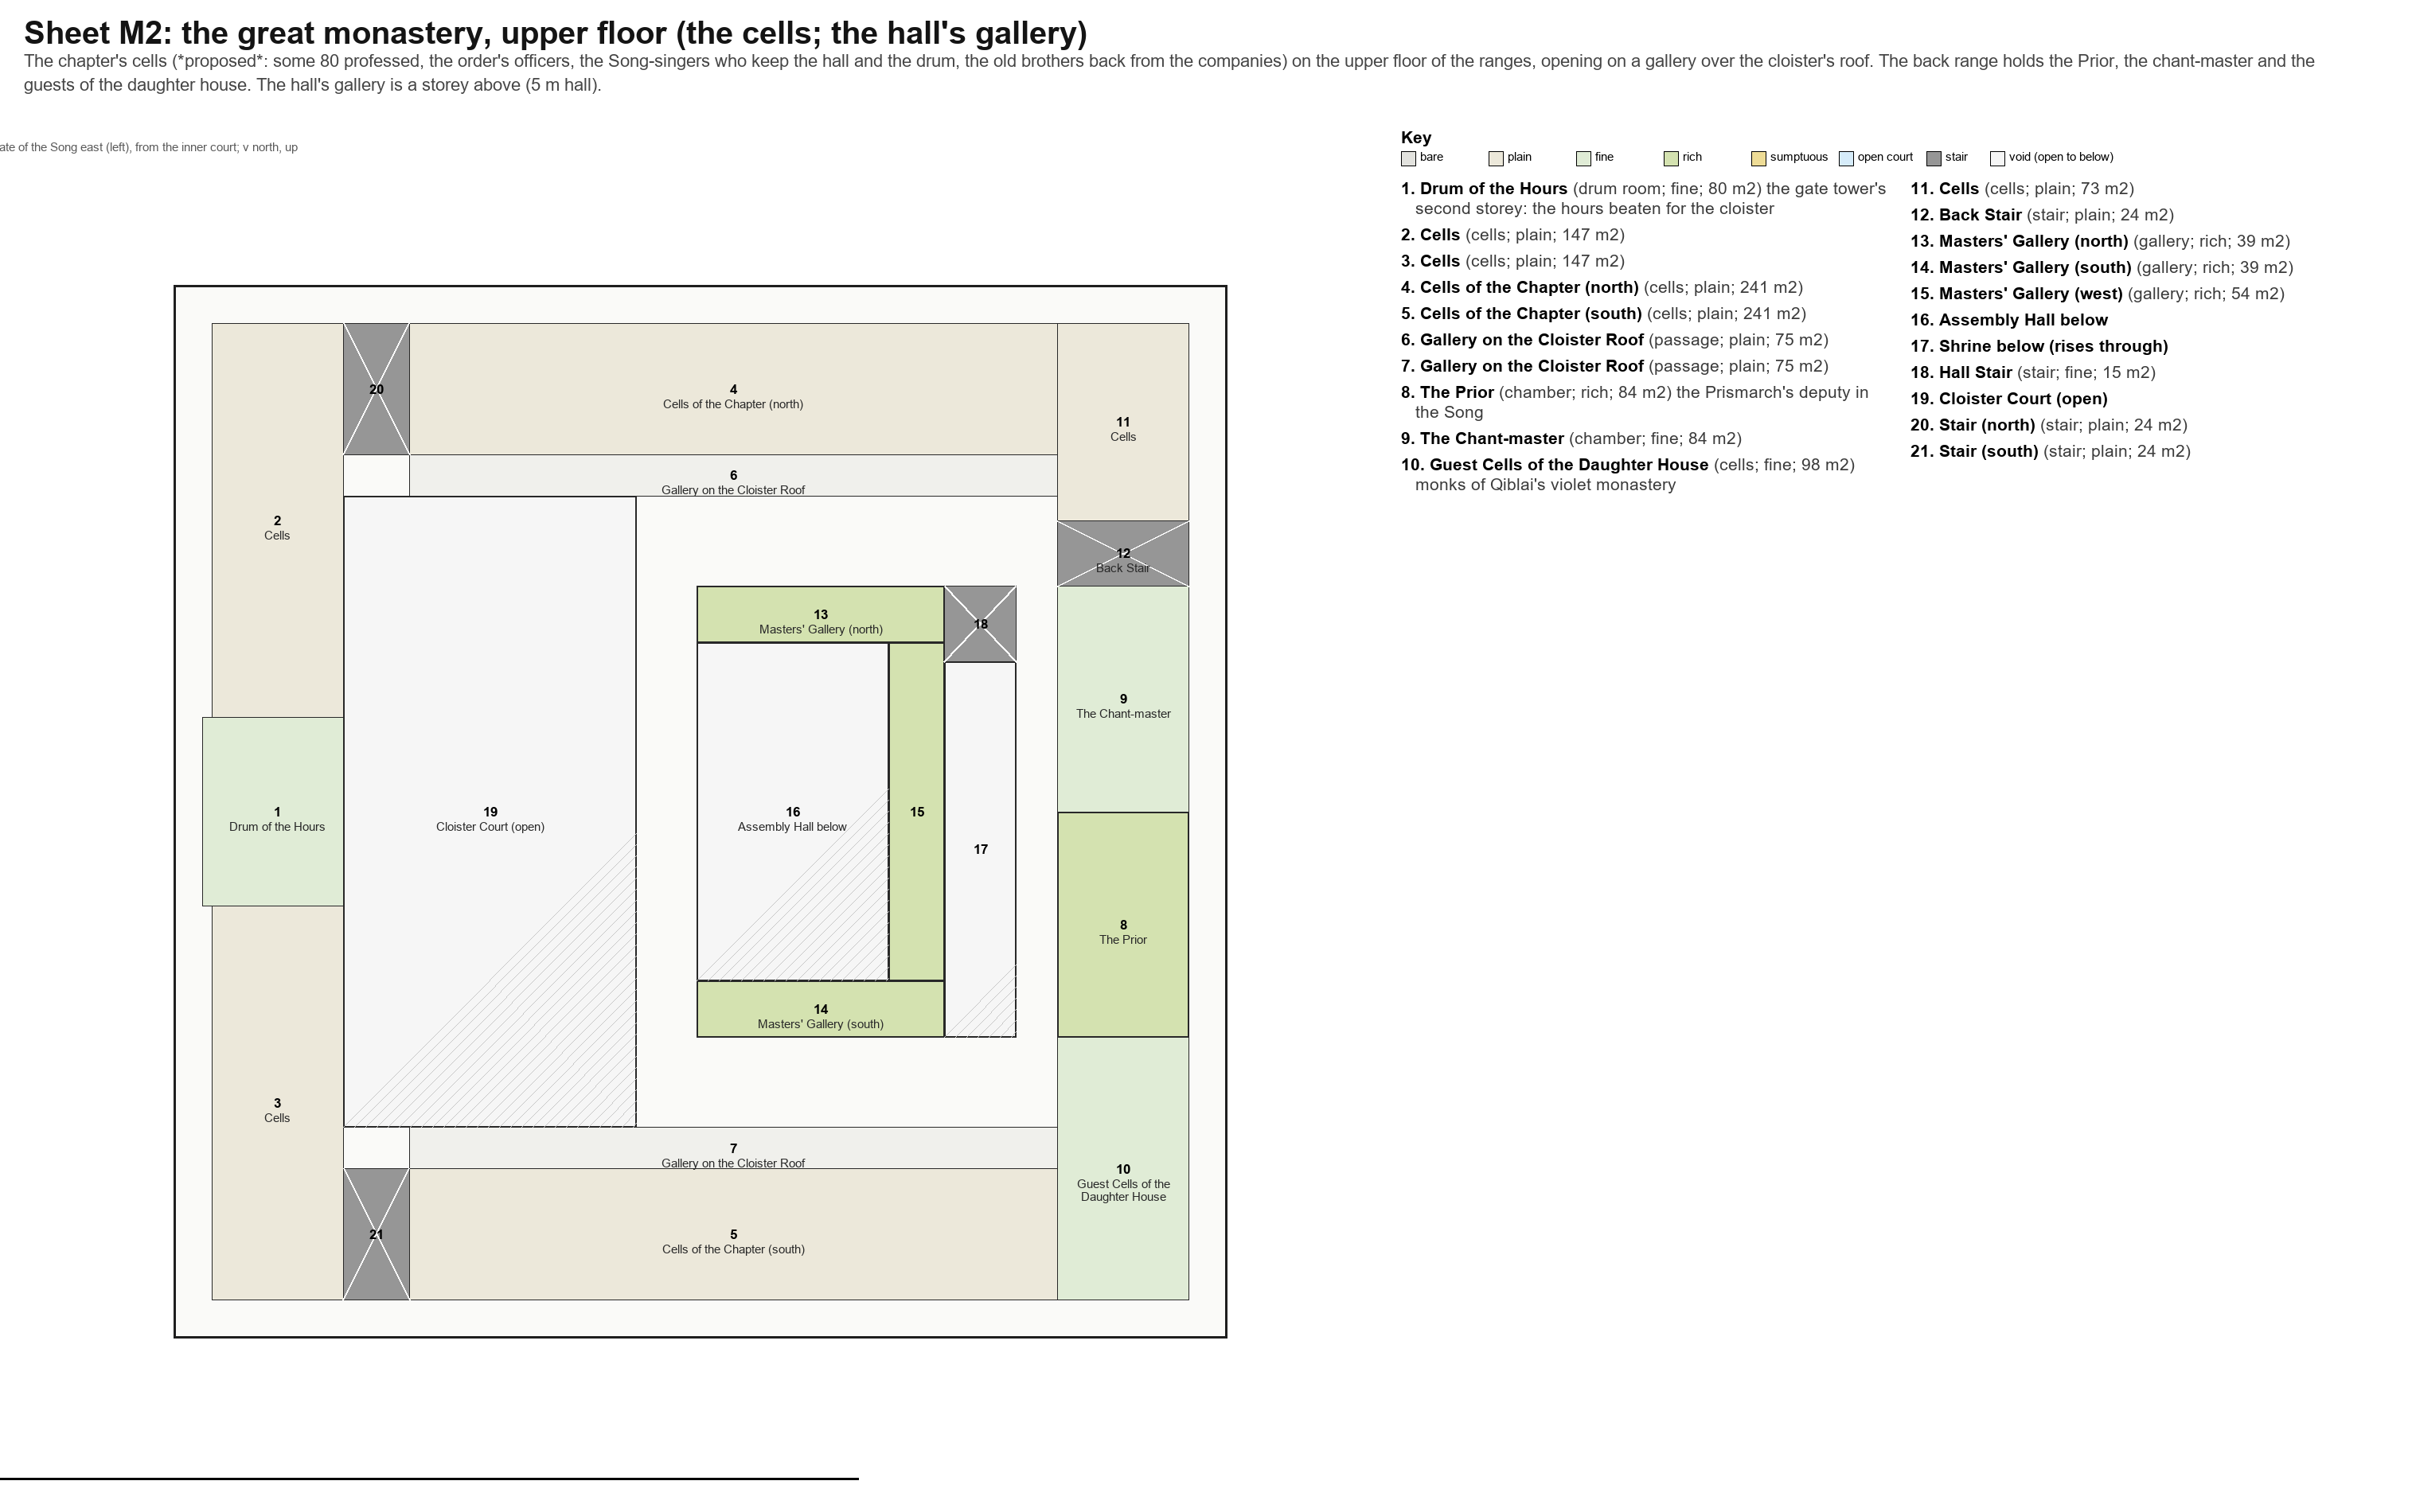 Sheet M2: the great monastery, upper floor (the cells; the hall's gallery)
The chapter's cells (*proposed*: some 80 professed, the order's officers, the Song-singers who keep the hall and the drum, the old brothers back from the companies) on the upper floor of the ranges, opening on a gallery over the cloister's roof. The back range holds the Prior, the chant-master and the
guests of the daughter house. The hall's gallery is a storey above (5 m hall).
ate of the Song east (left), from the inner court; v north, up
20
4
Cells of the Chapter (north)
11
Cells
6
Gallery on the Cloister Roof
2
Cells
12
Back Stair
13
Masters' Gallery (north)
18
9
The Chant-master
1
Drum of the Hours
19
Cloister Court (open)
16
Assembly Hall below
15
17
8
The Prior
14
Masters' Gallery (south)
3
Cells
7
Gallery on the Cloister Roof
10
Guest Cells of the
Daughter House
21
5
Cells of the Chapter (south)
Key
bare
plain
fine
rich
sumptuous
open court
stair
void (open to below)
1. Drum of the Hours (drum room; fine; 80 m2) the gate tower's
second storey: the hours beaten for the cloister
2. Cells (cells; plain; 147 m2)
3. Cells (cells; plain; 147 m2)
4. Cells of the Chapter (north) (cells; plain; 241 m2)
5. Cells of the Chapter (south) (cells; plain; 241 m2)
6. Gallery on the Cloister Roof (passage; plain; 75 m2)
7. Gallery on the Cloister Roof (passage; plain; 75 m2)
8. The Prior (chamber; rich; 84 m2) the Prismarch's deputy in
the Song
9. The Chant-master (chamber; fine; 84 m2)
10. Guest Cells of the Daughter House (cells; fine; 98 m2)
monks of Qiblai's violet monastery
11. Cells (cells; plain; 73 m2)
12. Back Stair (stair; plain; 24 m2)
13. Masters' Gallery (north) (gallery; rich; 39 m2)
14. Masters' Gallery (south) (gallery; rich; 39 m2)
15. Masters' Gallery (west) (gallery; rich; 54 m2)
16. Assembly Hall below
17. Shrine below (rises through)
18. Hall Stair (stair; fine; 15 m2)
19. Cloister Court (open)
20. Stair (north) (stair; plain; 24 m2)
21. Stair (south) (stair; plain; 24 m2)